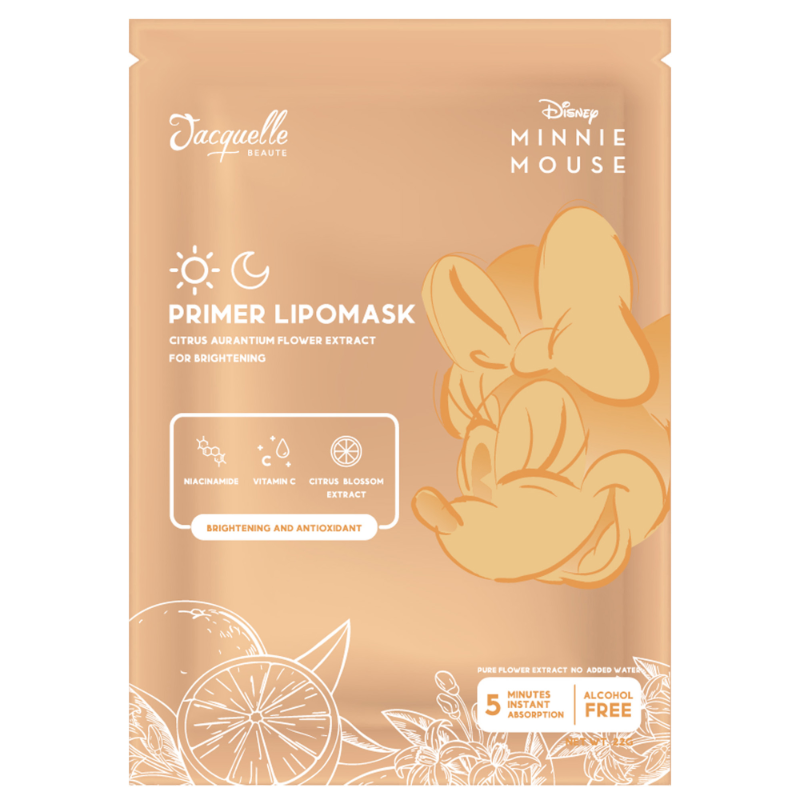 Jacquelle
BEAUTE
Disney
MINNIE
MOUSE
PRIMER LIPOMASK
CITRUS AURANTIUM FLOWER EXTRACT
FOR BRIGHTENING
NIACINAMIDE
C
VITAMIN C
CITRUS BLOSSOM
EXTRACT
BRIGHTENING AND ANTIOXIDANT
PURE FLOWER EXTRACT NO ADDED WATER
5 MINUTES
INSTANT
ABSORPTION
ALCOHOL
FREE